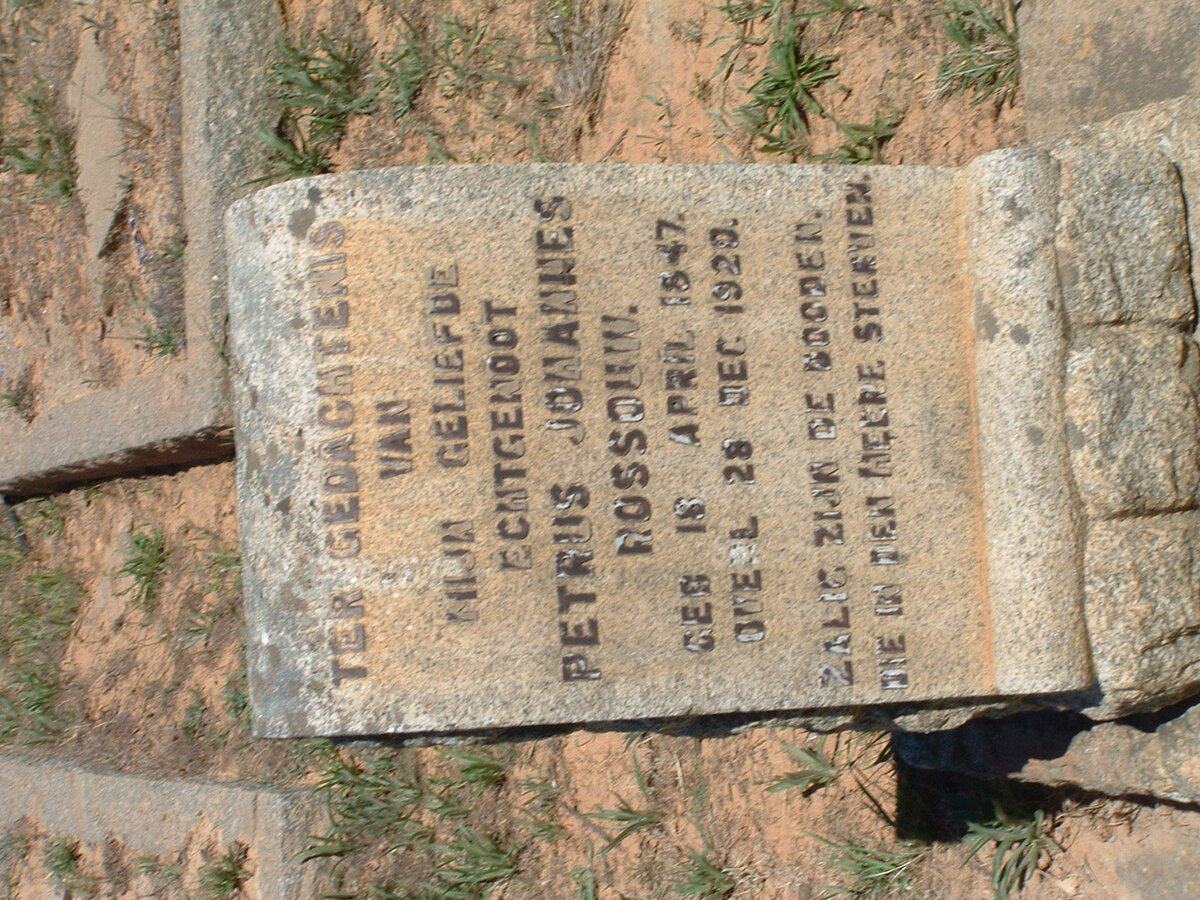 TER GEDACHTENIS
VAN
MIJN GELIEFDE
ECHTGENOOT
PETRUS JOHANNES
ROSSOUW.
GEB 18 APRIL 1847.
OVERL 28 DEC 1920.
ZALIG ZIJN DE DOODEN.
DIE IN DEN HEERE STERVEN.